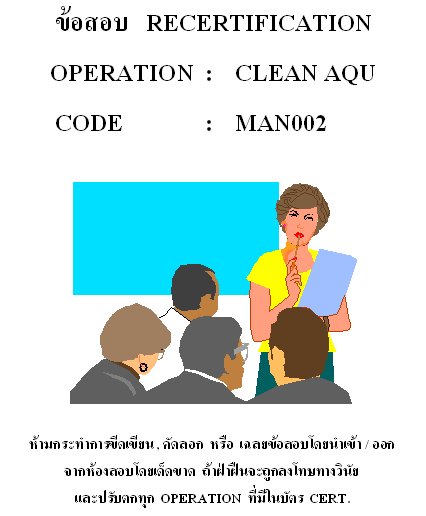 ข้อสอบ RECERTIFICATION
OPERATION : CLEAN AQU
CODE : MAN002
ห้ามกระทำการขีดเขียน, คัดลอก หรือ เฉลยข้อสอบโดยนำเข้า / ออก
จากห้องสอบโดยเด็ดขาด ถ้าฝ่าฝืนจะถูกลงโทษทางวินัย
และปรับตกทุก OPERATION ที่มีในบัตร CERT.